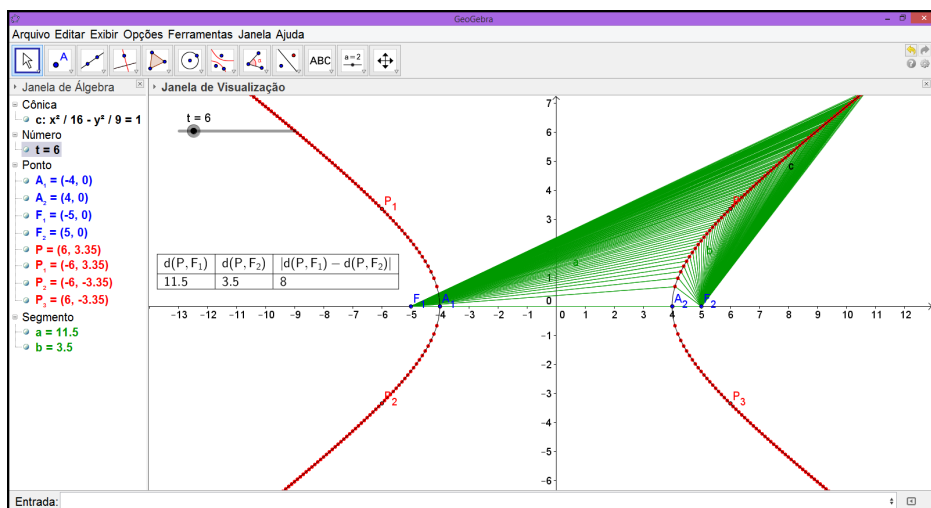 GeoGebra
Arquivo Editar Exibir Opções Ferramentas Janela Ajuda
A ABC a=2
Janela de Álgebra
Cônica
c: x² / 16 - y² / 9 = 1
Número
t = 6
Ponto
A₁ = (-4, 0)
A₂ = (4, 0)
F₁ = (-5, 0)
F₂ = (5, 0)
P = (6, 3.35)
P₁ = (-6, 3.35)
P₂ = (-6, -3.35)
P₃ = (6, -3.35)
Segmento
a = 11.5
b = 3.5
Janela de Visualização
t = 6
7
6
5
4
3
2
1
0
-1
-2
-3
-4
-5
-6
c
P₁ P
b
a
d(P, F₁) d(P, F₂) |d(P, F₁) − d(P, F₂)|
11.5 3.5 8
F₁ A₁ A₂ F₂
-13 -12 -11 -10 -9 -8 -7 -6 -5 -4 -3 -2 -1 0 1 2 3 4 5 6 7 8 9 10 11 12
P₂ P₃
Entrada: